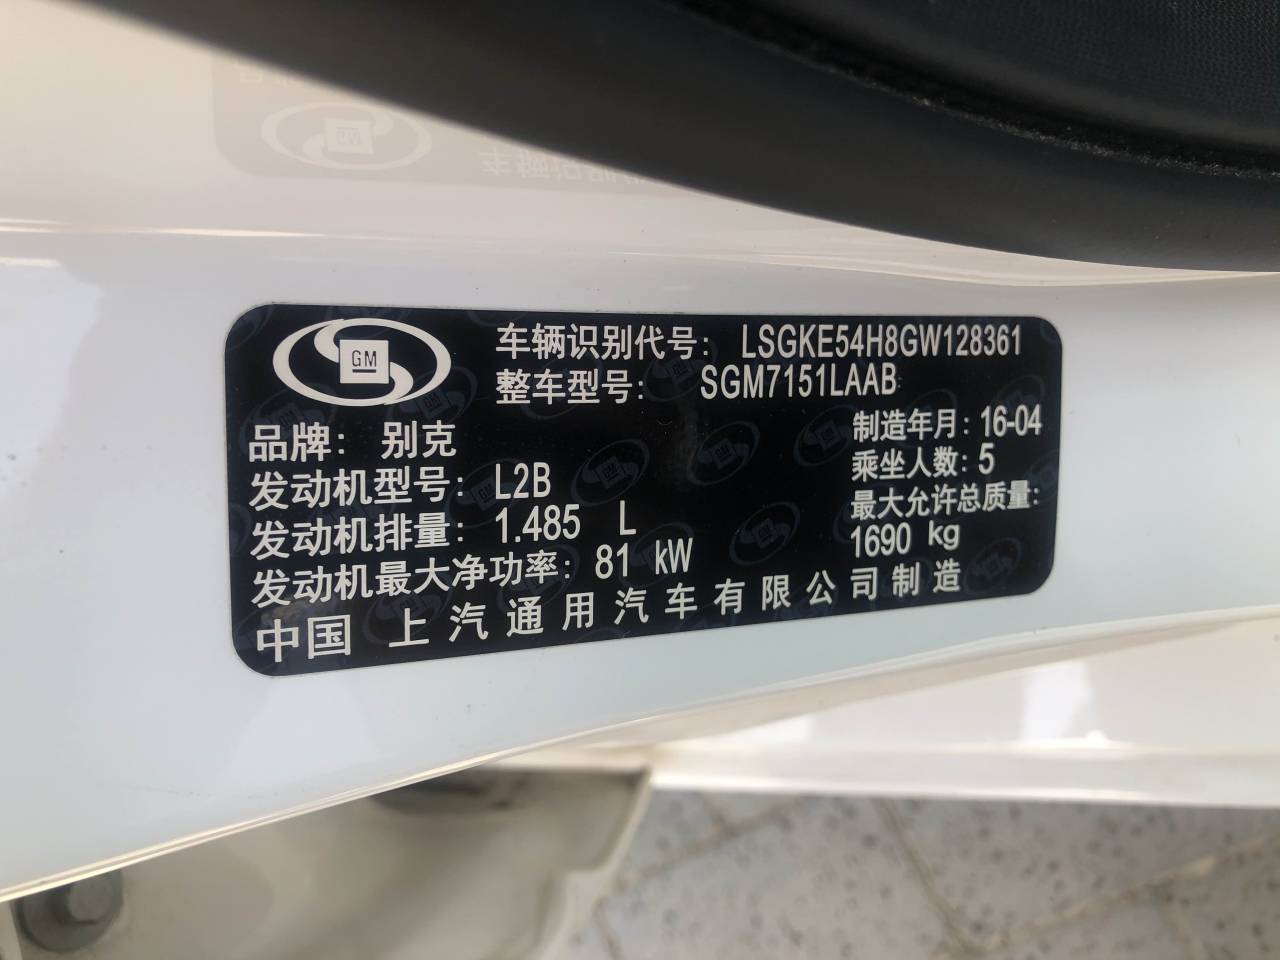 GM
车辆识别代号: LSGKE54H8GW128361
整车型号: SGM7151LAAB
品牌: 别克
制造年月: 16-04
发动机型号: L2B
乘坐人数: 5
发动机排量: 1.485 L
最大允许总质量:
1690 kg
发动机最大净功率: 81 kW
中国 上汽通用汽车有限公司制造